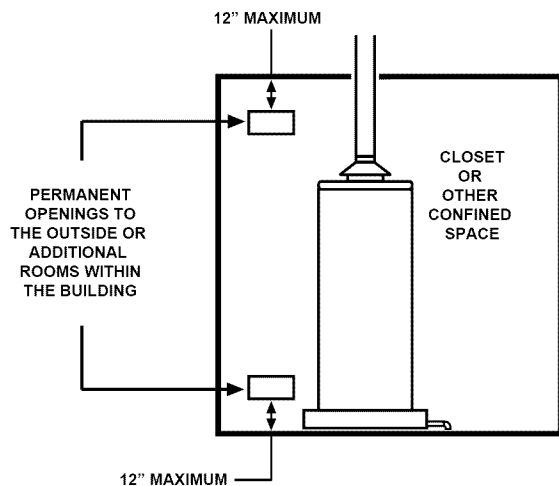 12” MAXIMUM
CLOSET
OR
OTHER
CONFINED
SPACE
PERMANENT
OPENINGS TO
THE OUTSIDE OR
ADDITIONAL
ROOMS WITHIN
THE BUILDING
12” MAXIMUM